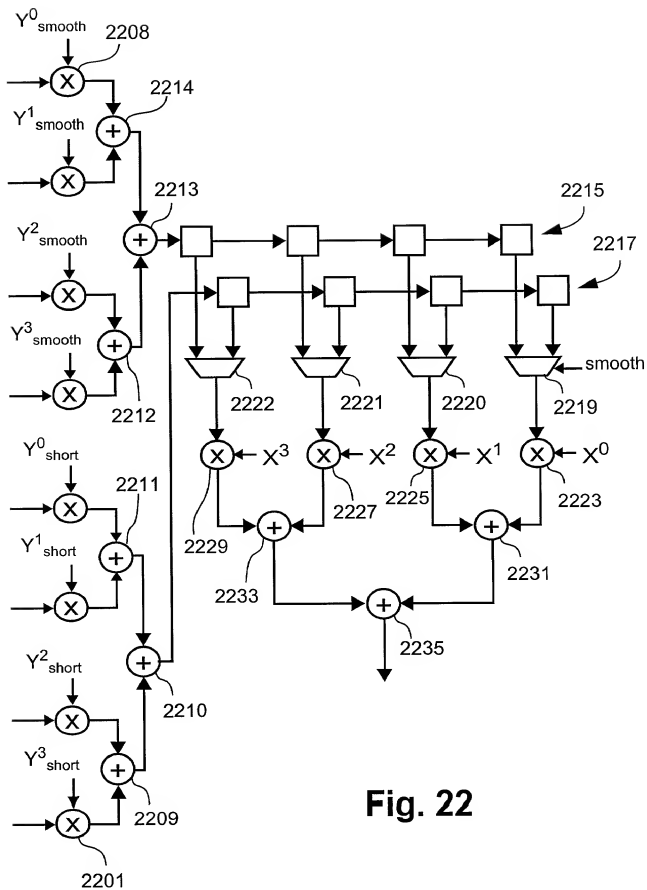 Y⁰smooth
2208
X
2214
+
Y¹smooth
X
2213
+
2215
Y²smooth
2217
X
+
Y³smooth
2212
X
smooth
2222
2221
2220
2219
Y⁰short
X
X³
X
X²
X
X¹
X
X⁰
2211
X
2229
2227
2225
2223
+
+
+
Y¹short
2233
2231
X
+
2235
Y²short
+
2210
X
Y³short
+
2209
Fig. 22
X
2201